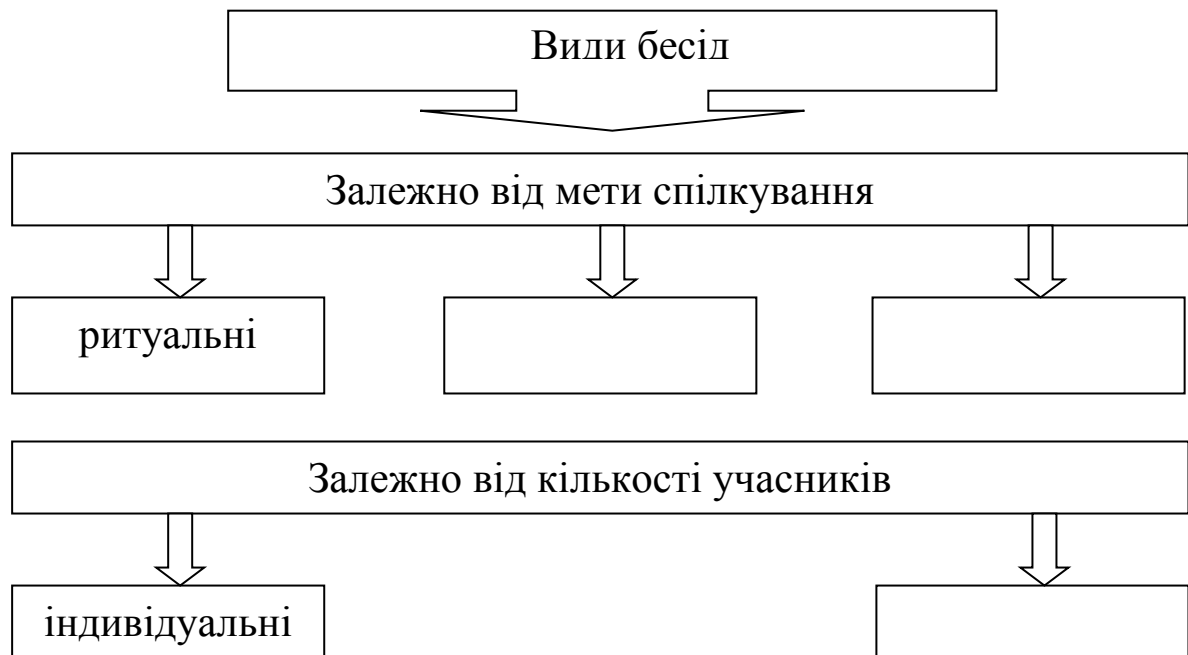 Види бесід
Залежно від мети спілкування
ритуальні
Залежно від кількості учасників
індивідуальні